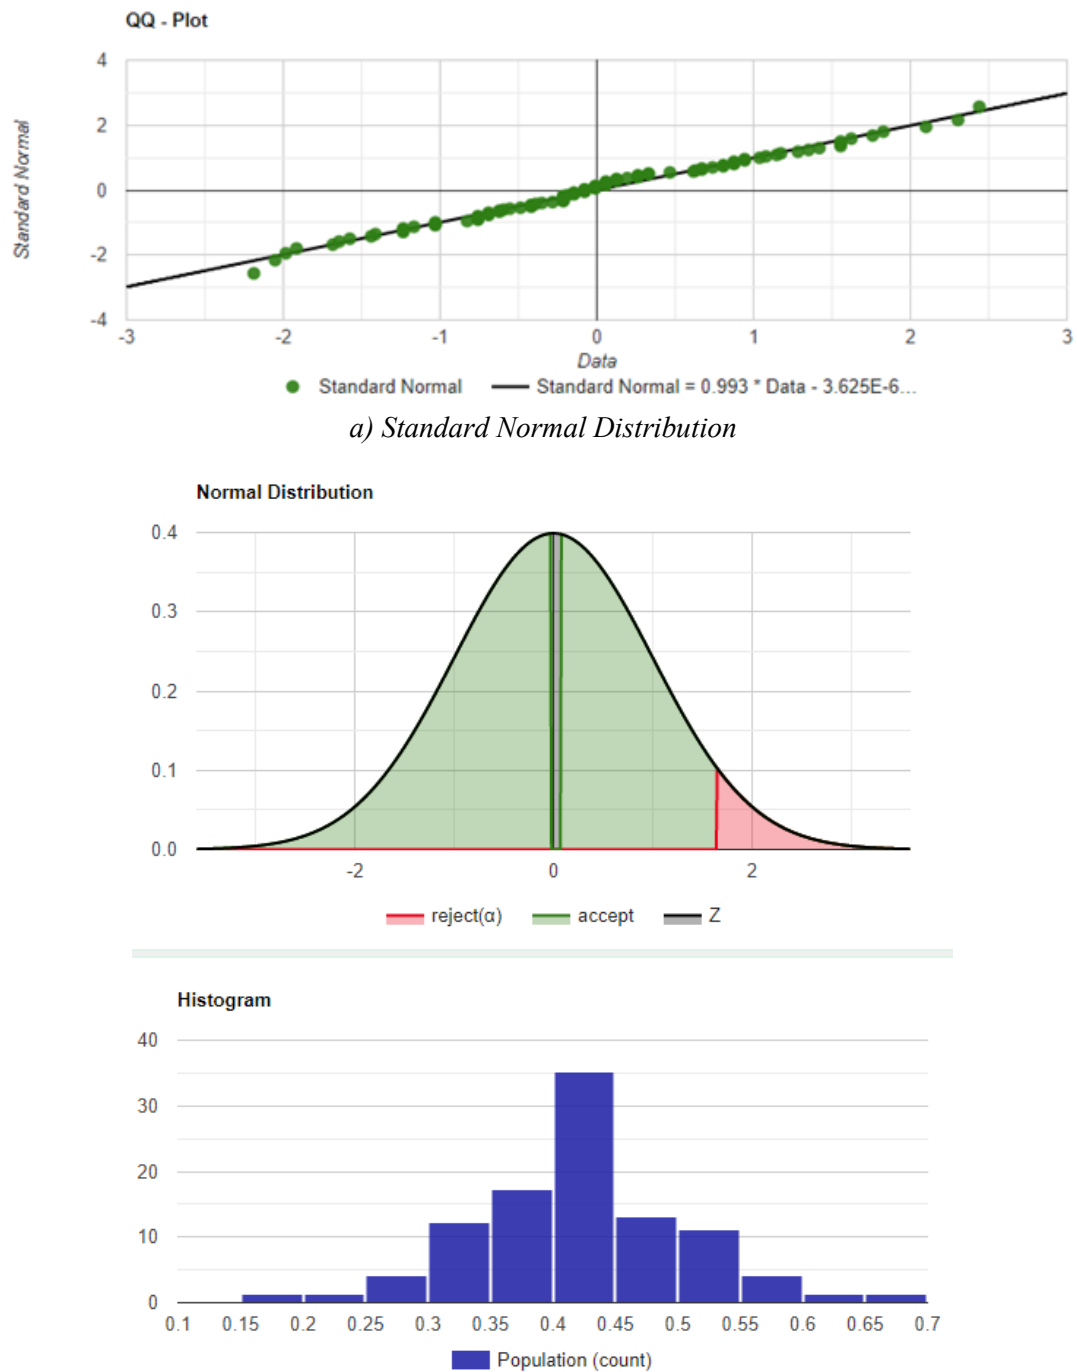 QQ - Plot
4
2
0
-2
-4
Standard Normal
-3 -2 -1 0 1 2 3
Data
Standard Normal Standard Normal = 0.993 * Data - 3.625E-6...
a) Standard Normal Distribution
Normal Distribution
0.4
0.3
0.2
0.1
0.0
-2 0 2
reject(α) accept Z
Histogram
40
30
20
10
0
0.1 0.15 0.2 0.25 0.3 0.35 0.4 0.45 0.5 0.55 0.6 0.65 0.7
Population (count)